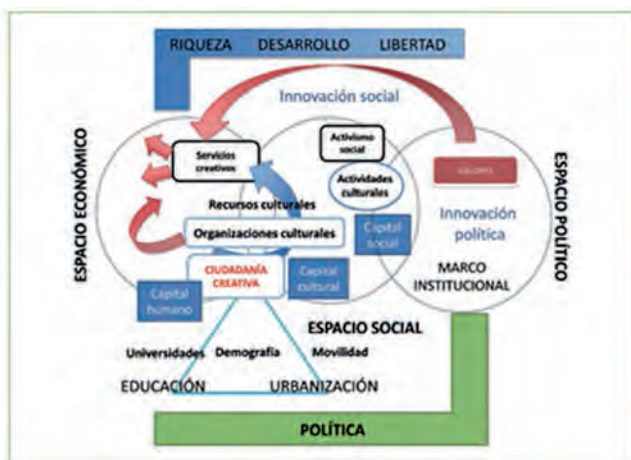 RIQUEZA DESARROLLO LIBERTAD
Innovación social
ESPACIO ECONÓMICO
ESPACIO POLÍTICO
Servicios
creativos
Activismo
social
Actividades
culturales
Recursos culturales
Organizaciones culturales
Capital
social
Innovación
política
MARCO
INSTITUCIONAL
CIUDADANÍA
CREATIVA
Capital
cultural
Capital
humano
ESPACIO SOCIAL
Universidades Demografía Movilidad
EDUCACIÓN URBANIZACIÓN
POLÍTICA